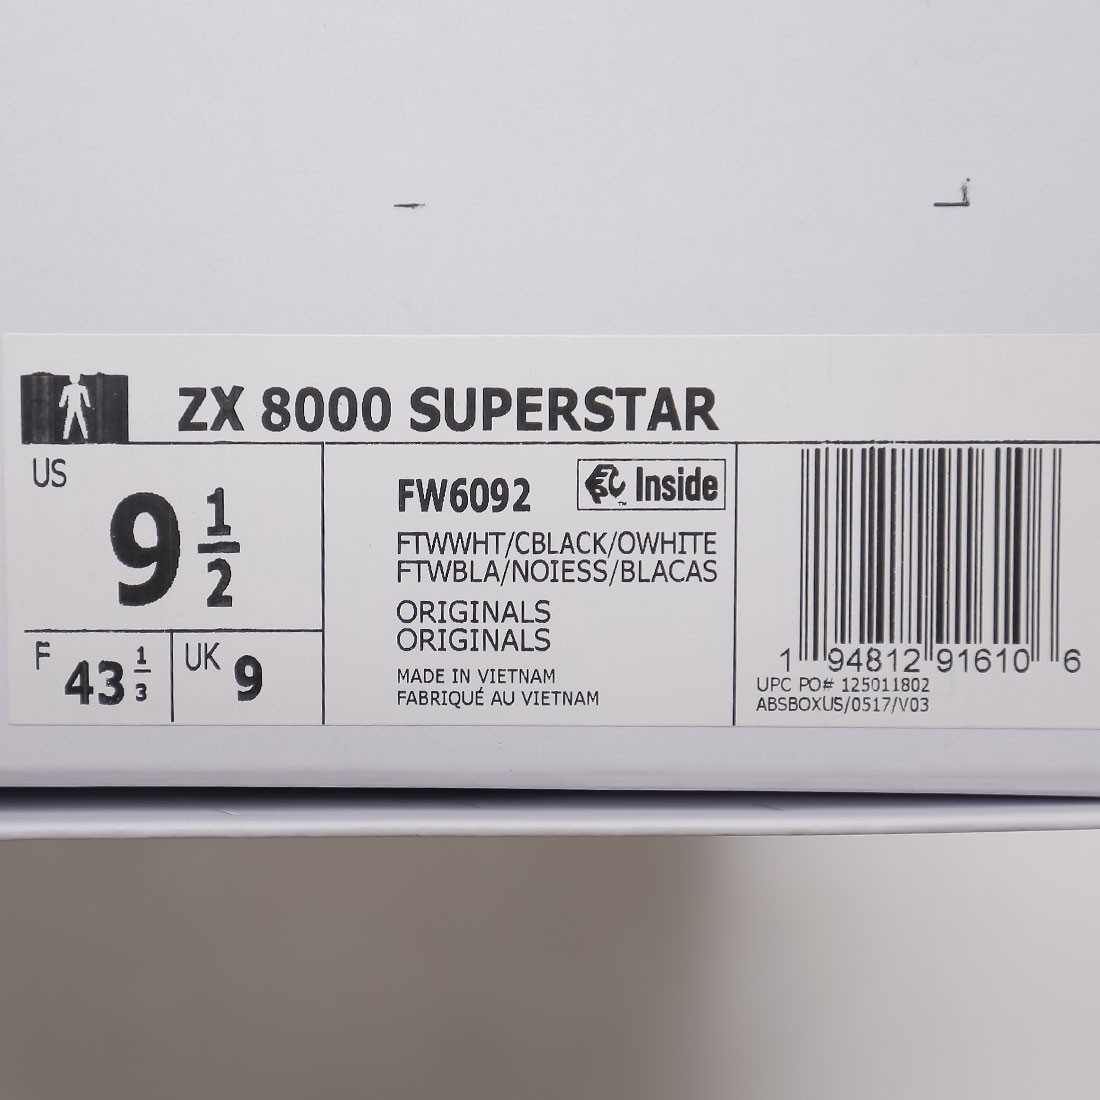 ZX 8000 SUPERSTAR
US
9 1/2
F 43 1/3
UK 9
FW6092
Inside
™
FTWWHT/CBLACK/OWHITE
FTWBLA/NOIESS/BLACAS
ORIGINALS
ORIGINALS
MADE IN VIETNAM
FABRIQUÉ AU VIETNAM
1 94812 91610 6
UPC PO# 125011802
ABSBOXUS/0517/V03